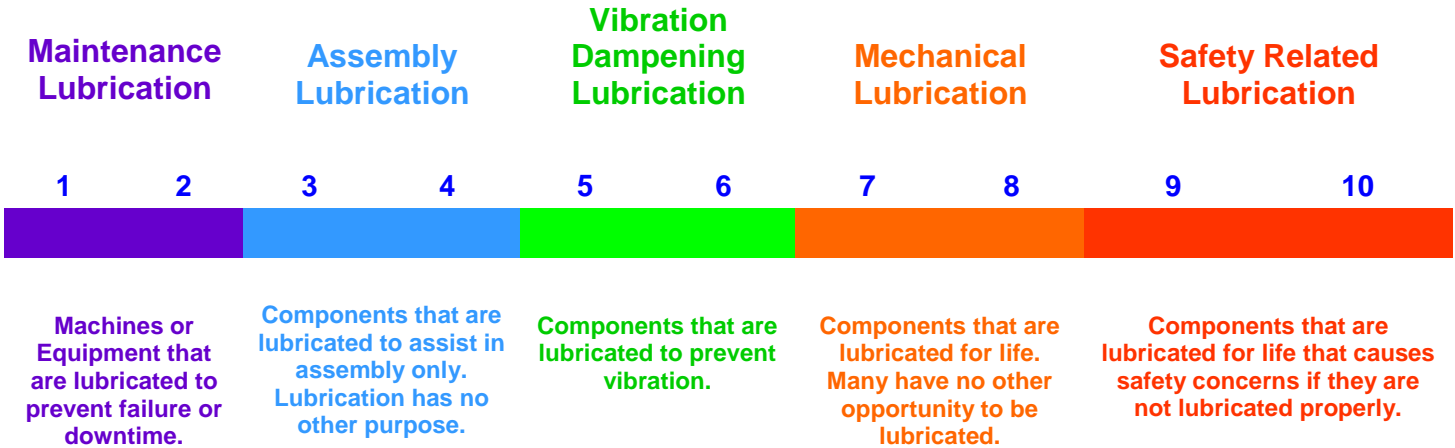 Maintenance
Lubrication
Assembly
Lubrication
Vibration
Dampening
Lubrication
Mechanical
Lubrication
Safety Related
Lubrication
1 2 3 4 5 6 7 8 9 10
Machines or
Equipment that
are lubricated to
prevent failure or
downtime.
Components that are
lubricated to assist in
assembly only.
Lubrication has no
other purpose.
Components that are
lubricated to prevent
vibration.
Components that are
lubricated for life.
Many have no other
opportunity to be
lubricated.
Components that are
lubricated for life that causes
safety concerns if they are
not lubricated properly.